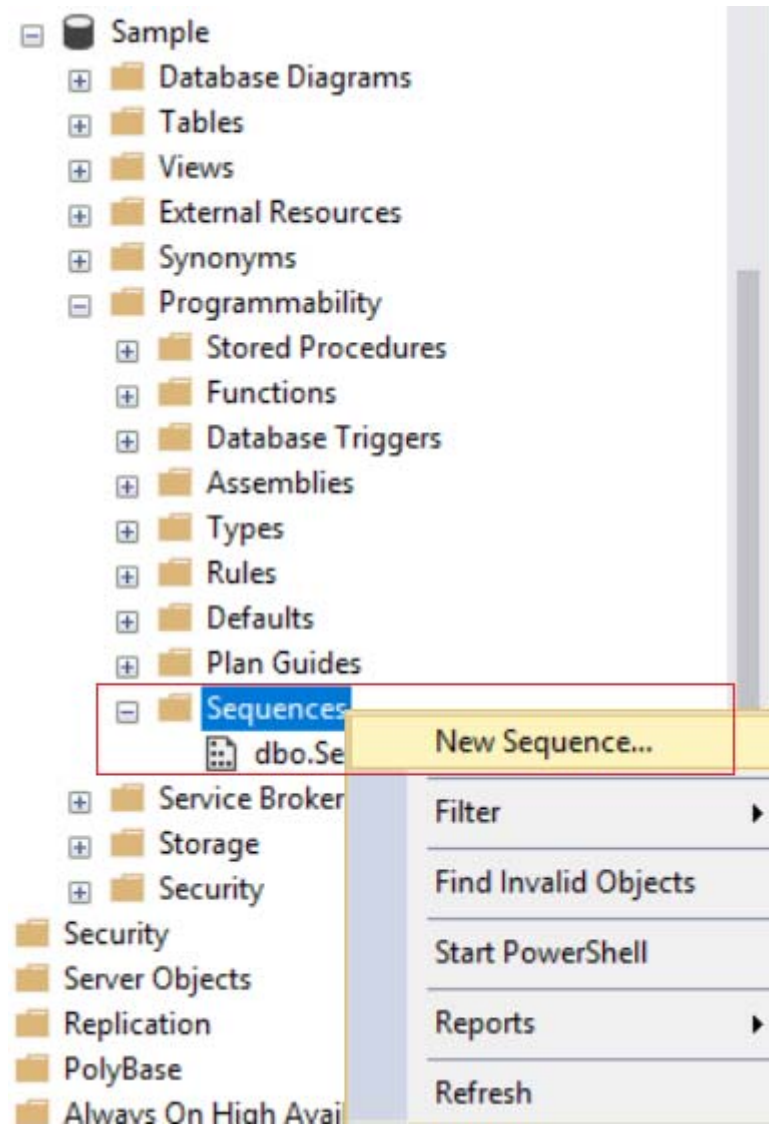 Sample
Database Diagrams
Tables
Views
External Resources
Synonyms
Programmability
Stored Procedures
Functions
Database Triggers
Assemblies
Types
Rules
Defaults
Plan Guides
Sequences
dbo.Se
Service Broker
Storage
Security
Security
Server Objects
Replication
PolyBase
Always On High Avai
New Sequence...
Filter
Find Invalid Objects
Start PowerShell
Reports
Refresh